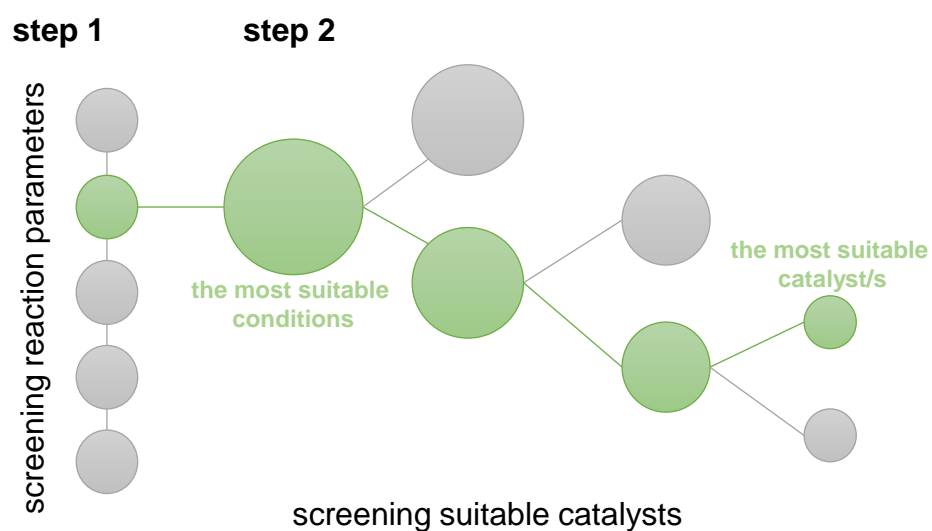 step 1
step 2
screening reaction parameters
the most suitable
conditions
the most suitable
catalyst/s
screening suitable catalysts